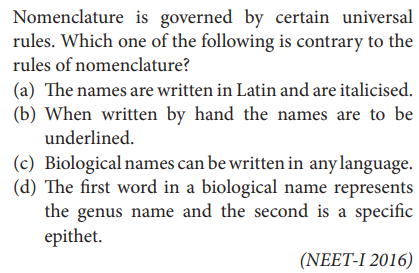 Nomenclature is governed by certain universal
rules. Which one of the following is contrary to the
rules of nomenclature?
(a) The names are written in Latin and are italicised.
(b) When written by hand the names are to be
underlined.
(c) Biological names can be written in any language.
(d) The first word in a biological name represents
the genus name and the second is a specific
epithet.
(NEET-I 2016)